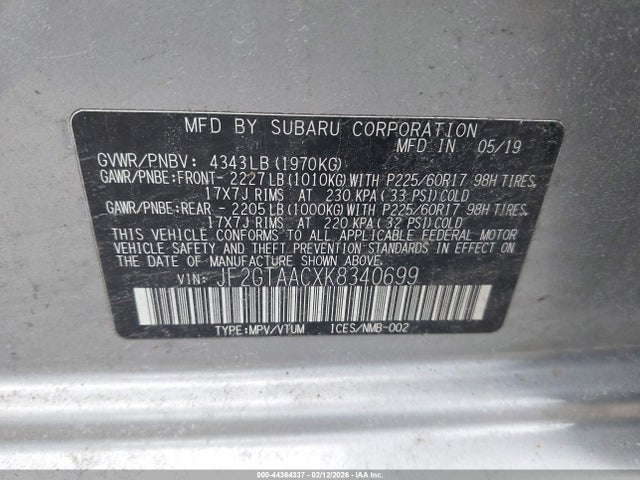 MFD BY SUBARU CORPORATION MFD IN 05/19
GVWR/PNBV: 4343LB(1970KG)
GAWR/PNBE:FRONT- 2227LB(1010KG)WITH P225/60R17 98H TIRES,
17X7J RIMS AT 230 KPA(33 PSI)COLD
GAWR/PNBE:REAR - 2205LB(1000KG)WITH P225/60R17 98H TIRES,
17X7J RIMS AT 220 KPA(32 PSI)COLD
THIS VEHICLE CONFORMS TO ALL APPLICABLE FEDERAL MOTOR
VEHICLE SAFETY AND THEFT PREVENTION STANDARDS IN EFFECT ON
THE DATE OF MANUFACTURE SHOWN ABOVE.
VIN: JF2GTAACXK8340699
TYPE:MPV/VTUM ICES/NMB-002
000-44364337 - 02/12/2026 - IAAI.COM